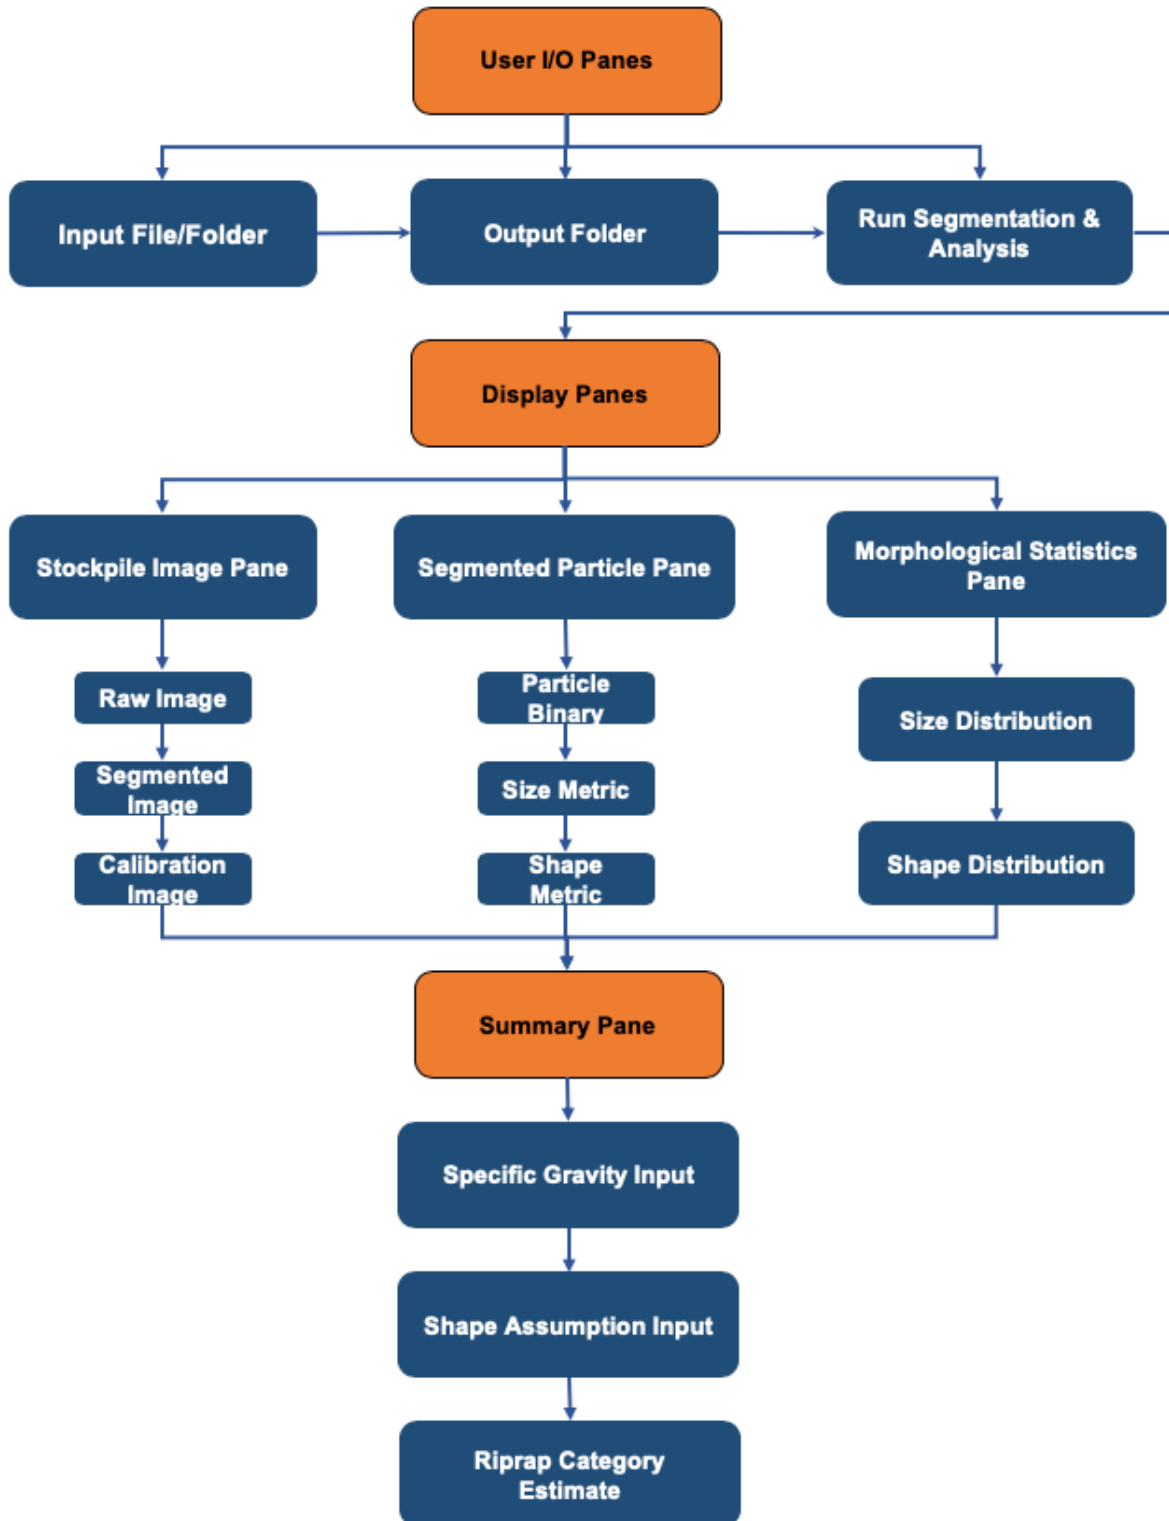 User I/O Panes
Input File/Folder
Output Folder
Run Segmentation &
Analysis
Display Panes
Stockpile Image Pane
Segmented Particle Pane
Morphological Statistics
Pane
Raw Image
Segmented
Image
Calibration
Image
Particle
Binary
Size Metric
Shape
Metric
Size Distribution
Shape Distribution
Summary Pane
Specific Gravity Input
Shape Assumption Input
Riprap Category
Estimate